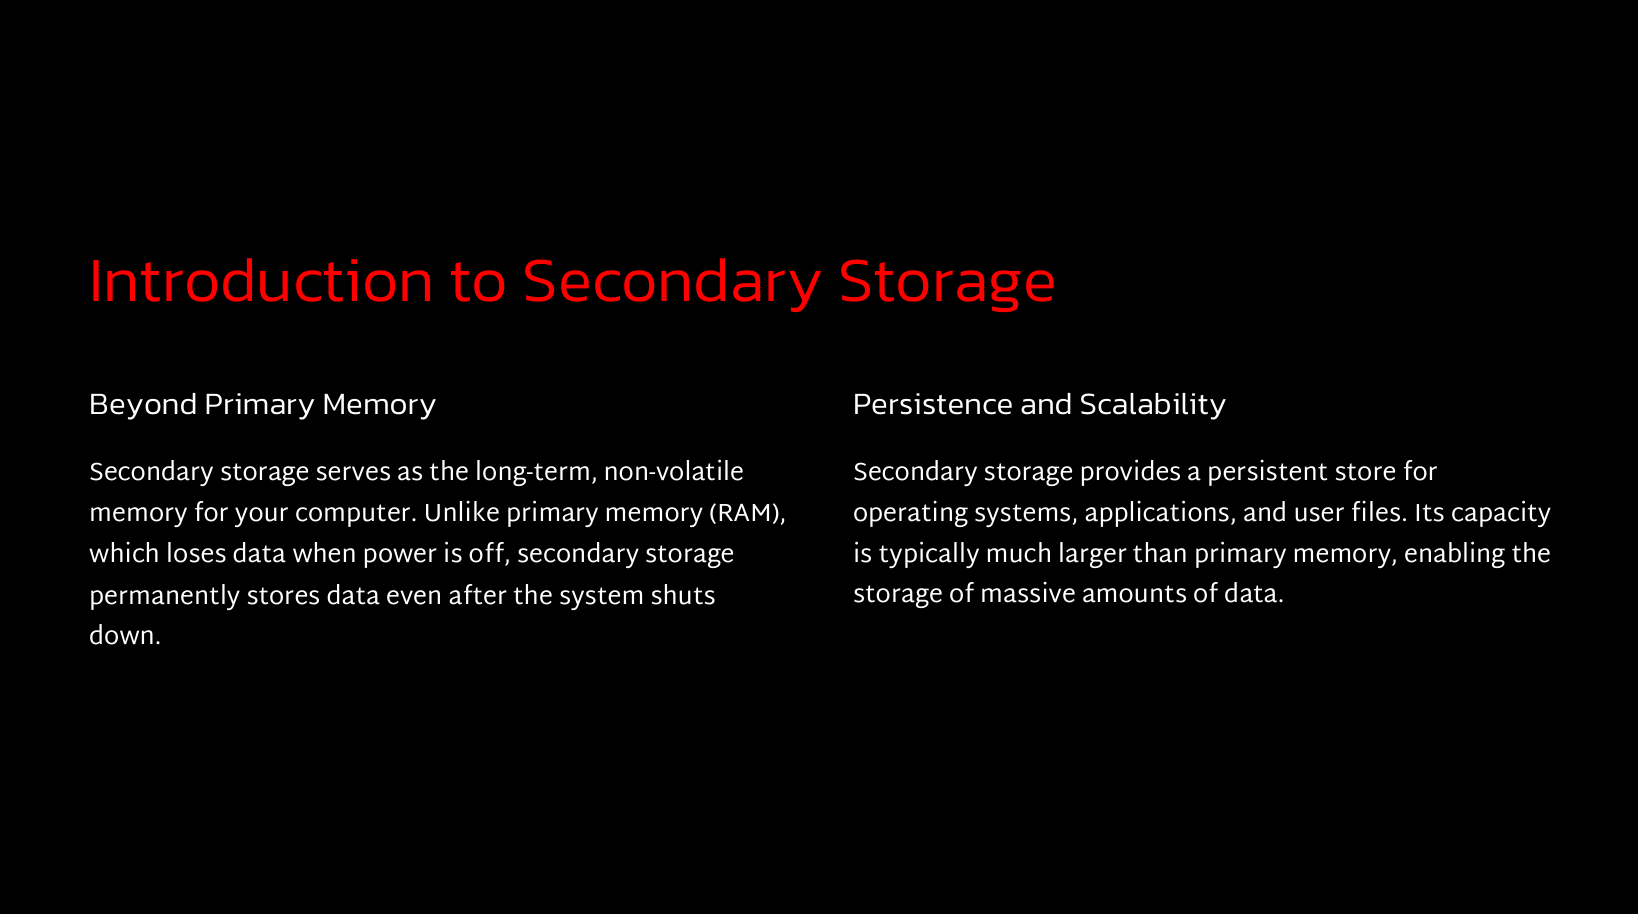 Introduction to Secondary Storage
Beyond Primary Memory
Secondary storage serves as the long-term, non-volatile
memory for your computer. Unlike primary memory (RAM),
which loses data when power is off, secondary storage
permanently stores data even after the system shuts
down.
Persistence and Scalability
Secondary storage provides a persistent store for
operating systems, applications, and user files. Its capacity
is typically much larger than primary memory, enabling the
storage of massive amounts of data.